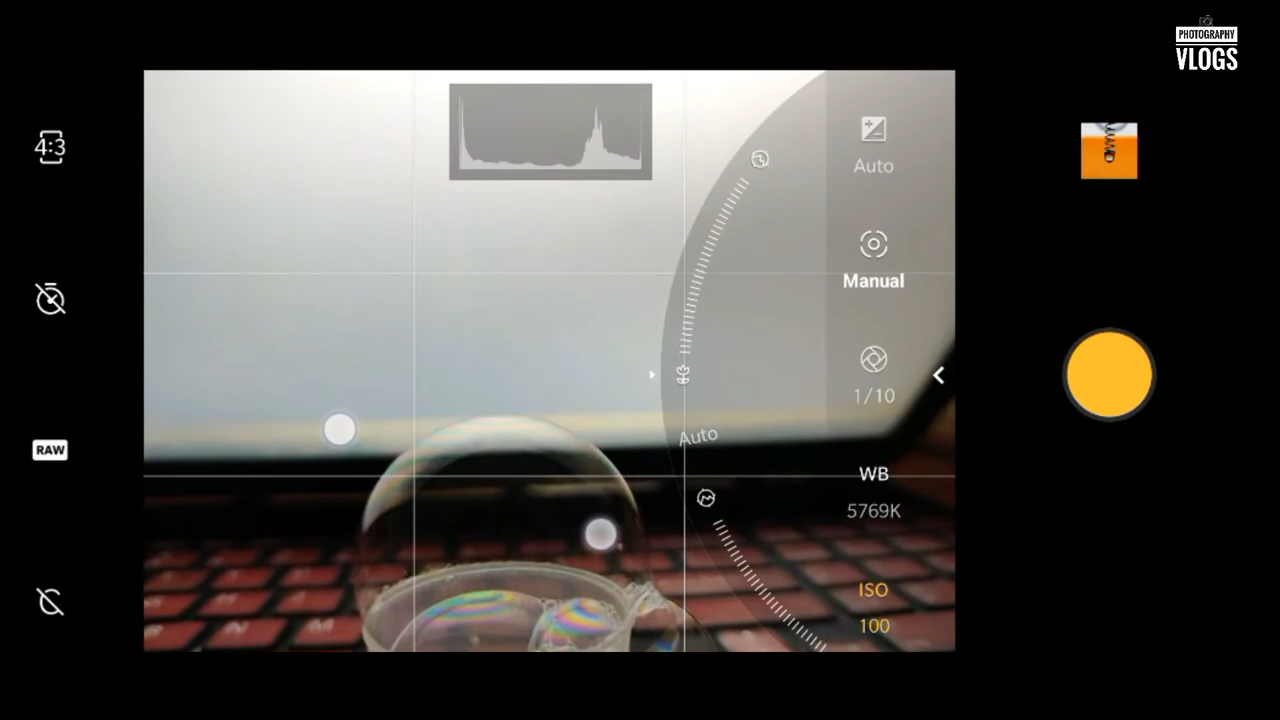 PHOTOGRAPHY
VLOGS
4:3
Auto
Manual
1/10
Auto
WB
RAW
5769K
ISO
100